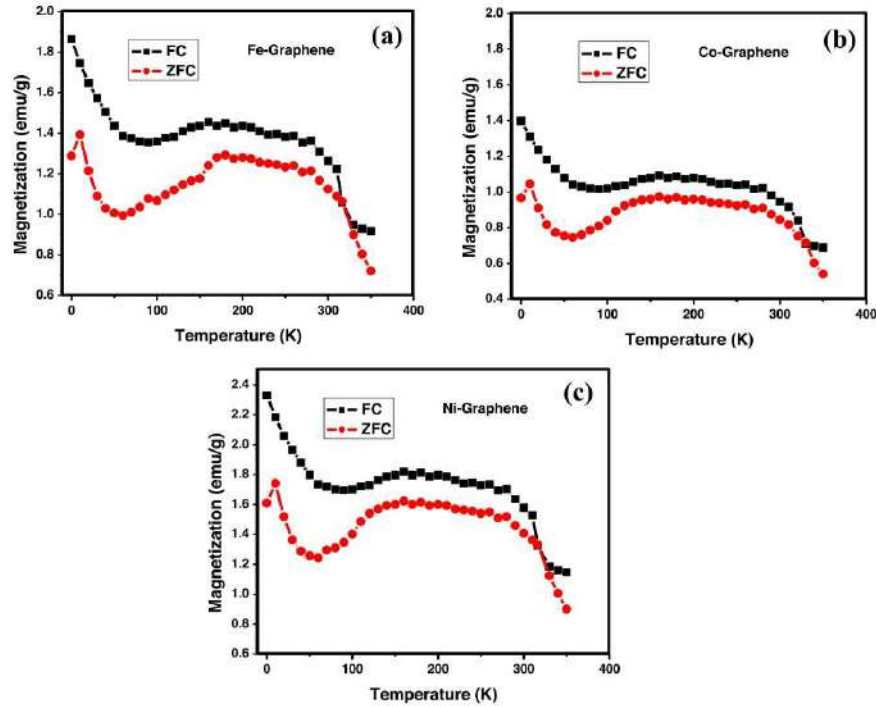 (a)
Fe-Graphene
FC
ZFC
Magnetization (emu/g)
2.0
1.8
1.6
1.4
1.2
1.0
0.8
0.6
0 100 200 300 400
Temperature (K)
(b)
Co-Graphene
FC
ZFC
Magnetization (emu/g)
2.0
1.8
1.6
1.4
1.2
1.0
0.8
0.6
0.4
0 100 200 300 400
Temperature (K)
(c)
Ni-Graphene
FC
ZFC
Magnetization (emu/g)
2.4
2.2
2.0
1.8
1.6
1.4
1.2
1.0
0.8
0.6
0 100 200 300 400
Temperature (K)